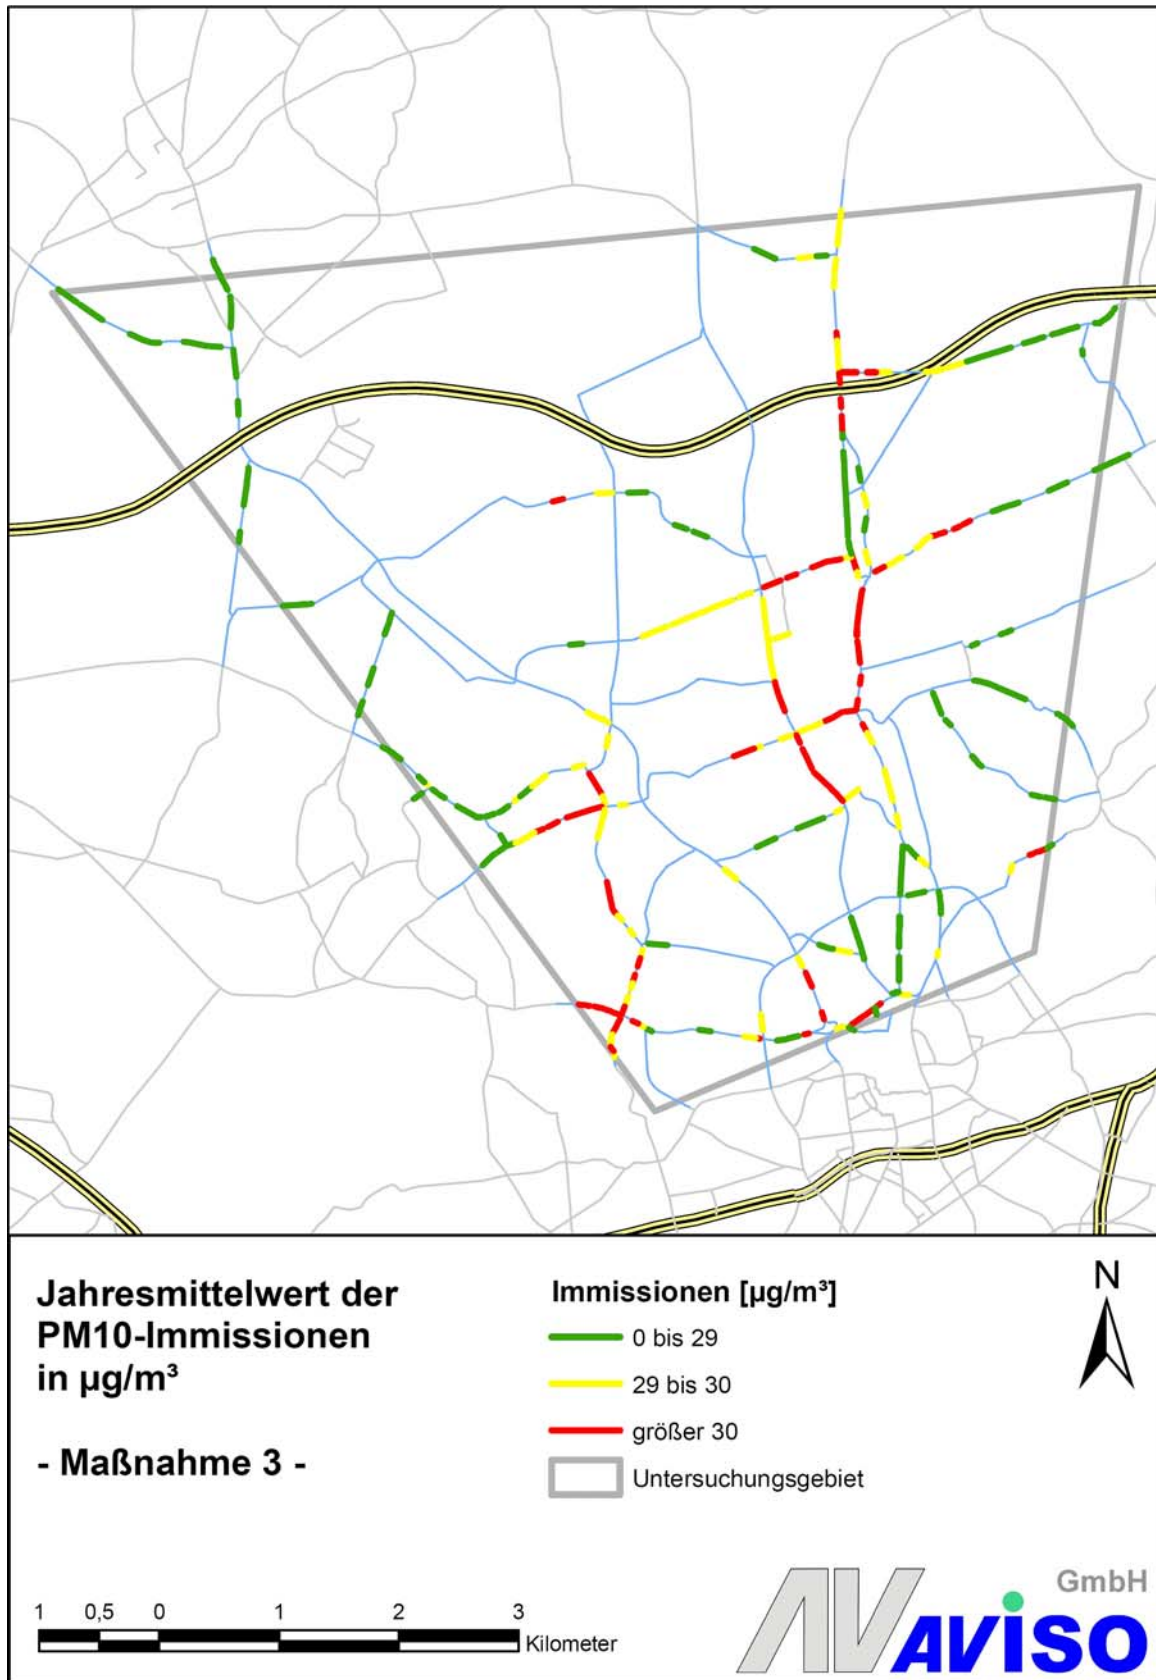 Jahresmittelwert der
PM10-Immissionen
in µg/m³
- Maßnahme 3 -
Immissionen [µg/m³]
0 bis 29
29 bis 30
größer 30
Untersuchungsgebiet
N
1 0,5 0 1 2 3
Kilometer
GmbH
AV AVISO